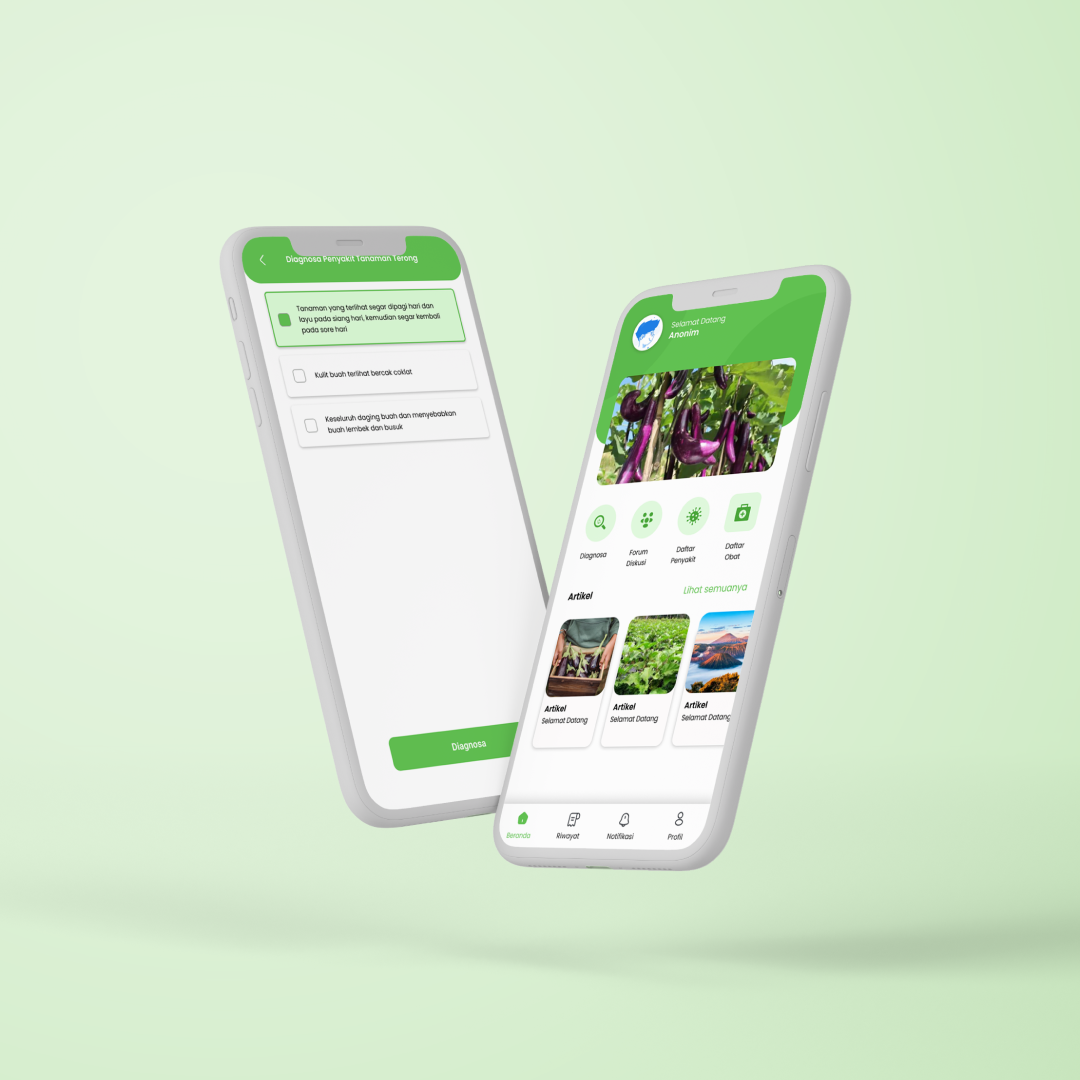 Diagnosa Penyakit Tanaman Terong
Tanaman yang terlihat segar dipagi hari dan
layu pada siang hari, kemudian segar kembali
pada sore hari
Kulit buah terlihat bercak coklat
Keseluruh daging buah dan menyebabkan
buah lembek dan busuk
Diagnosa
Selamat Datang
Anonim
Diagnosa
Forum
Diskusi
Daftar
Penyakit
Daftar
Obat
Artikel
Lihat semuanya
Artikel
Selamat Datang
Artikel
Selamat Datang
Artikel
Selamat Datang
Beranda
Riwayat
Notifikasi
Profil